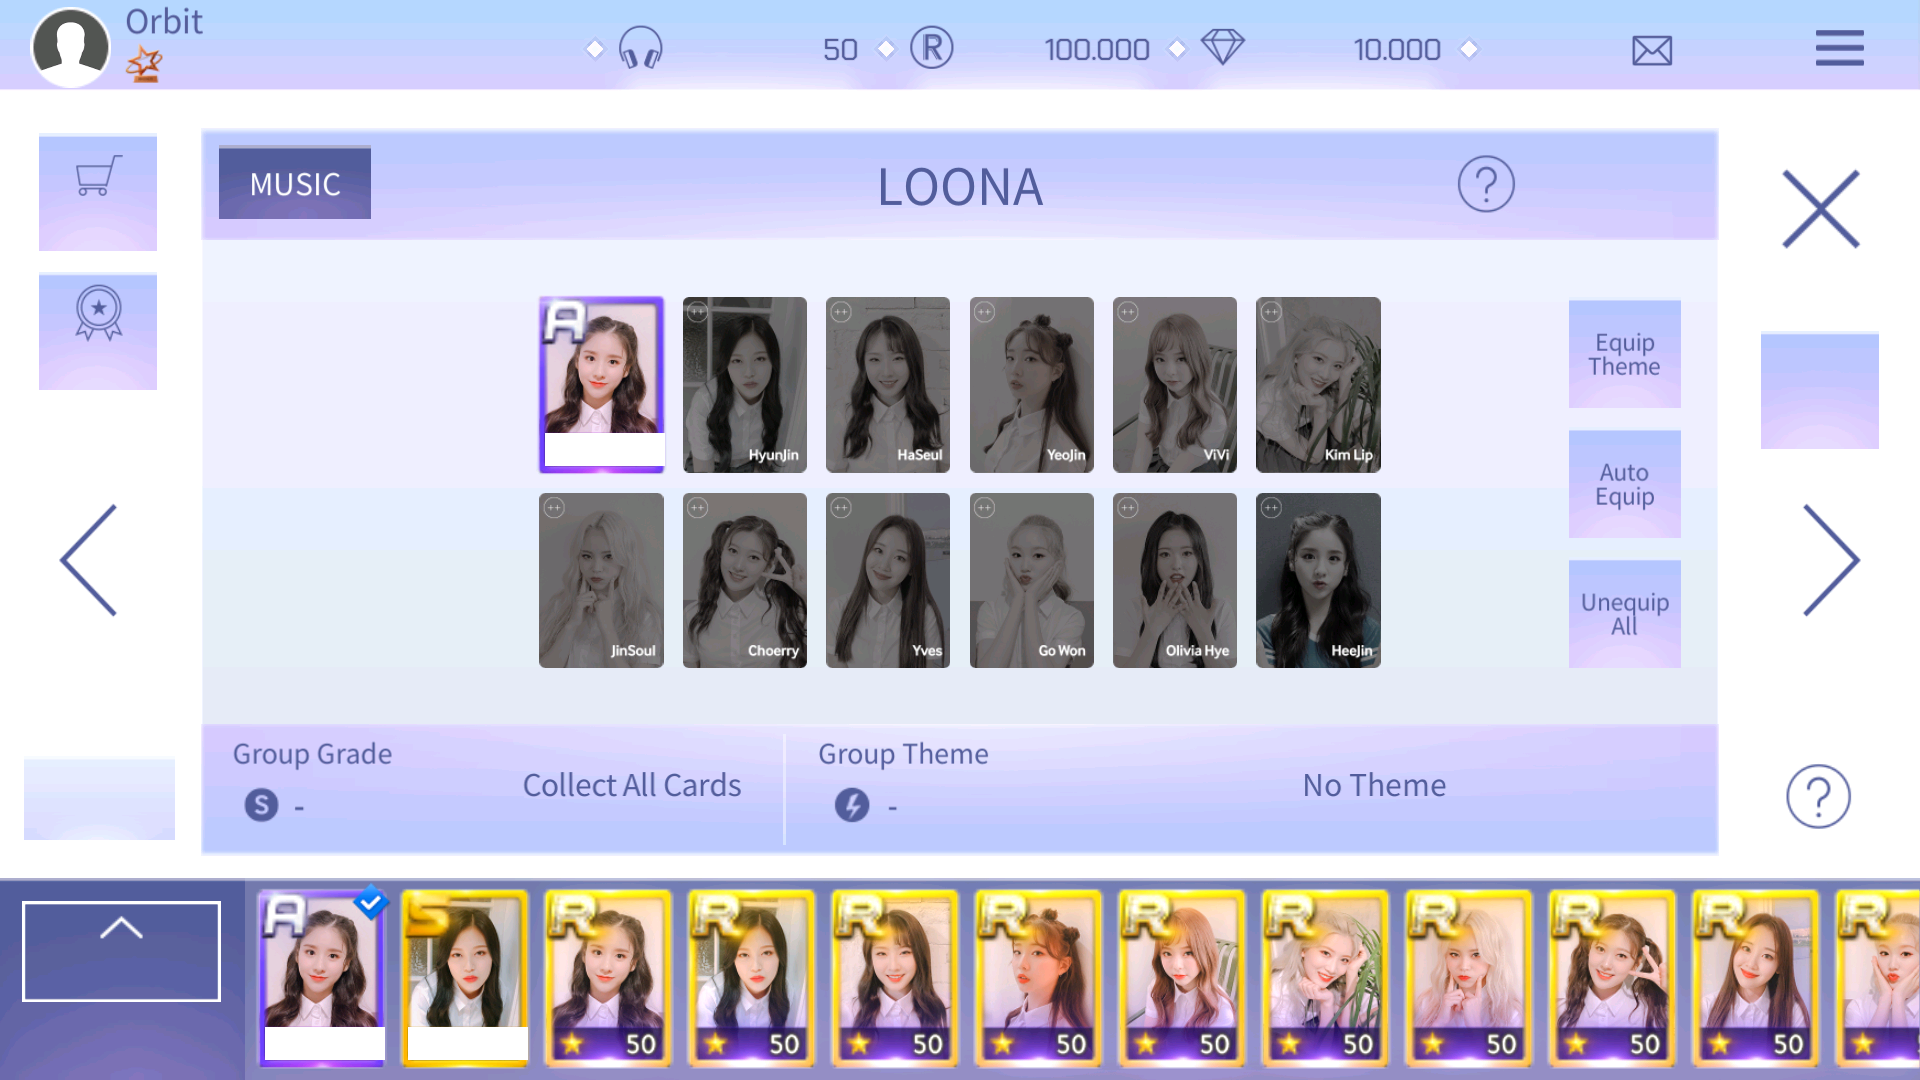 Orbit
50
R
100.000
10.000
MUSIC
LOONA
?
A
HyunJin
HaSeul
YeoJin
ViVi
Kim Lip
JinSoul
Choerry
Yves
Go Won
Olivia Hye
HeeJin
Equip
Theme
Auto
Equip
Unequip
All
Group Grade
S -
Collect All Cards
Group Theme
-
No Theme
?
A
S
R
50
R
50
R
50
R
50
R
50
R
50
R
50
R
50
R
50
R